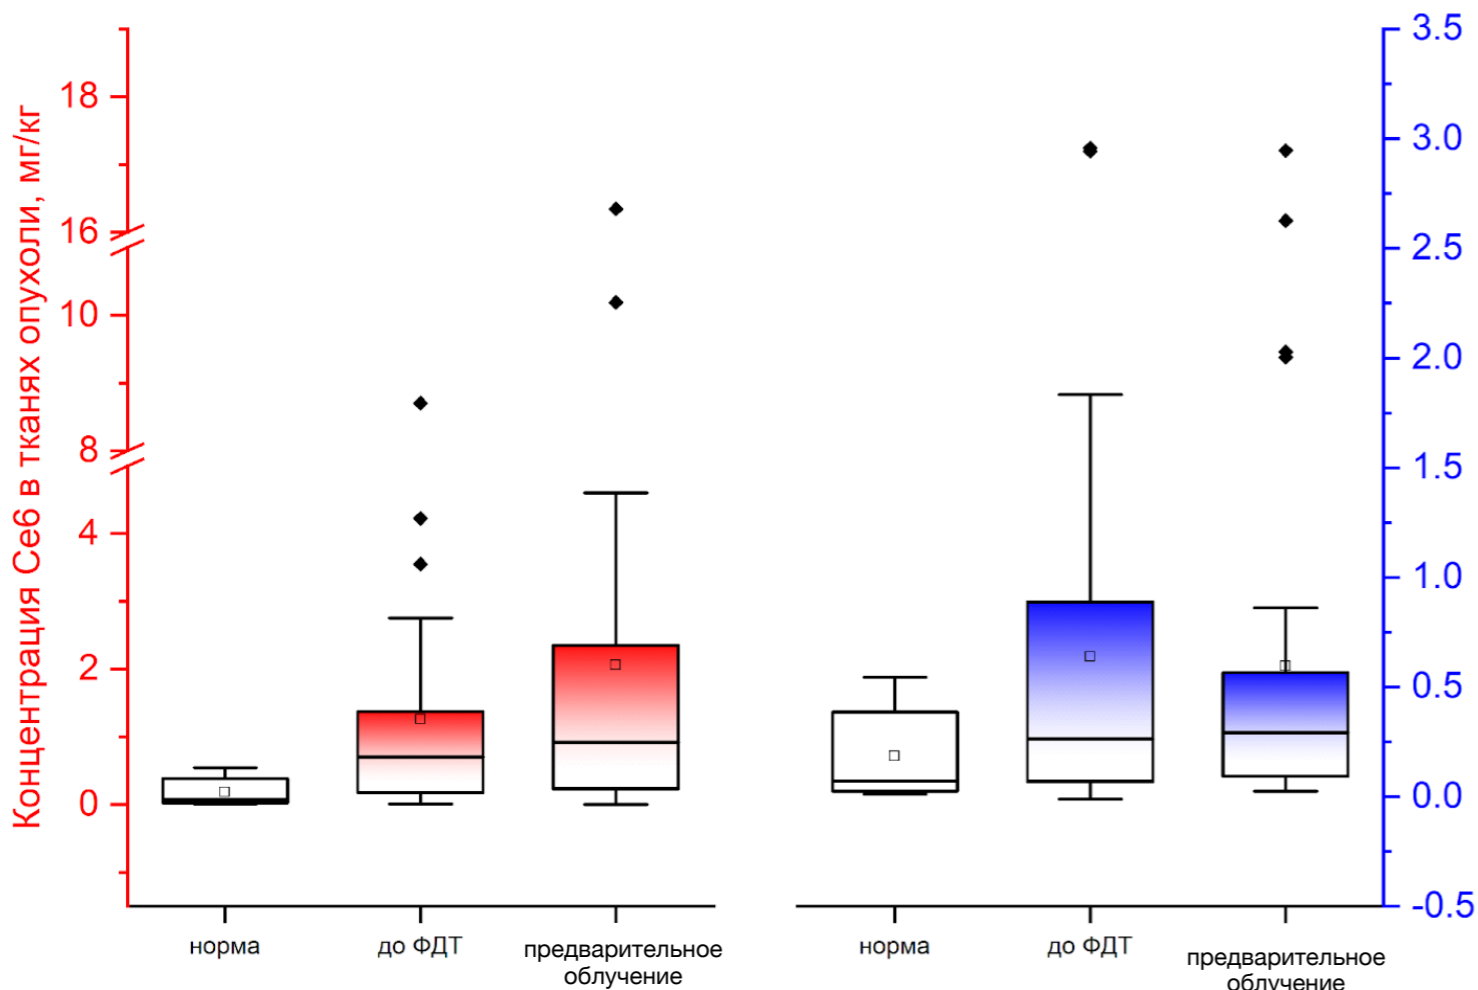 Концентрация Се6 в тканях опухоли, мг/кг
18
16
10
8
4
2
0
3.5
3.0
2.5
2.0
1.5
1.0
0.5
0.0
-0.5
норма
до ФДТ
предварительное
облучение
норма
до ФДТ
предварительное
облучение